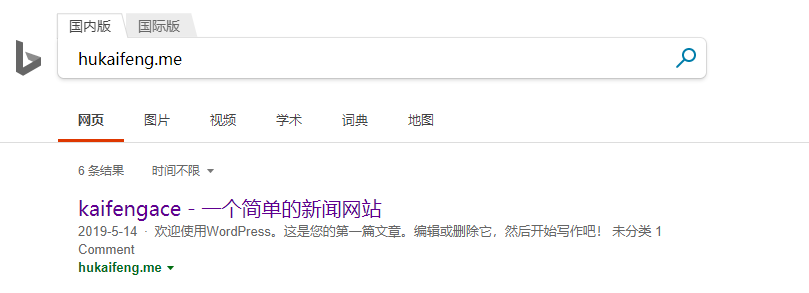 国内版 国际版
hukaifeng.me
网页 图片 视频 学术 词典 地图
6 条结果 时间不限
kaifengace - 一个简单的新闻网站
2019-5-14 · 欢迎使用WordPress。这是您的第一篇文章。编辑或删除它，然后开始写作吧！ 未分类 1
Comment
hukaifeng.me